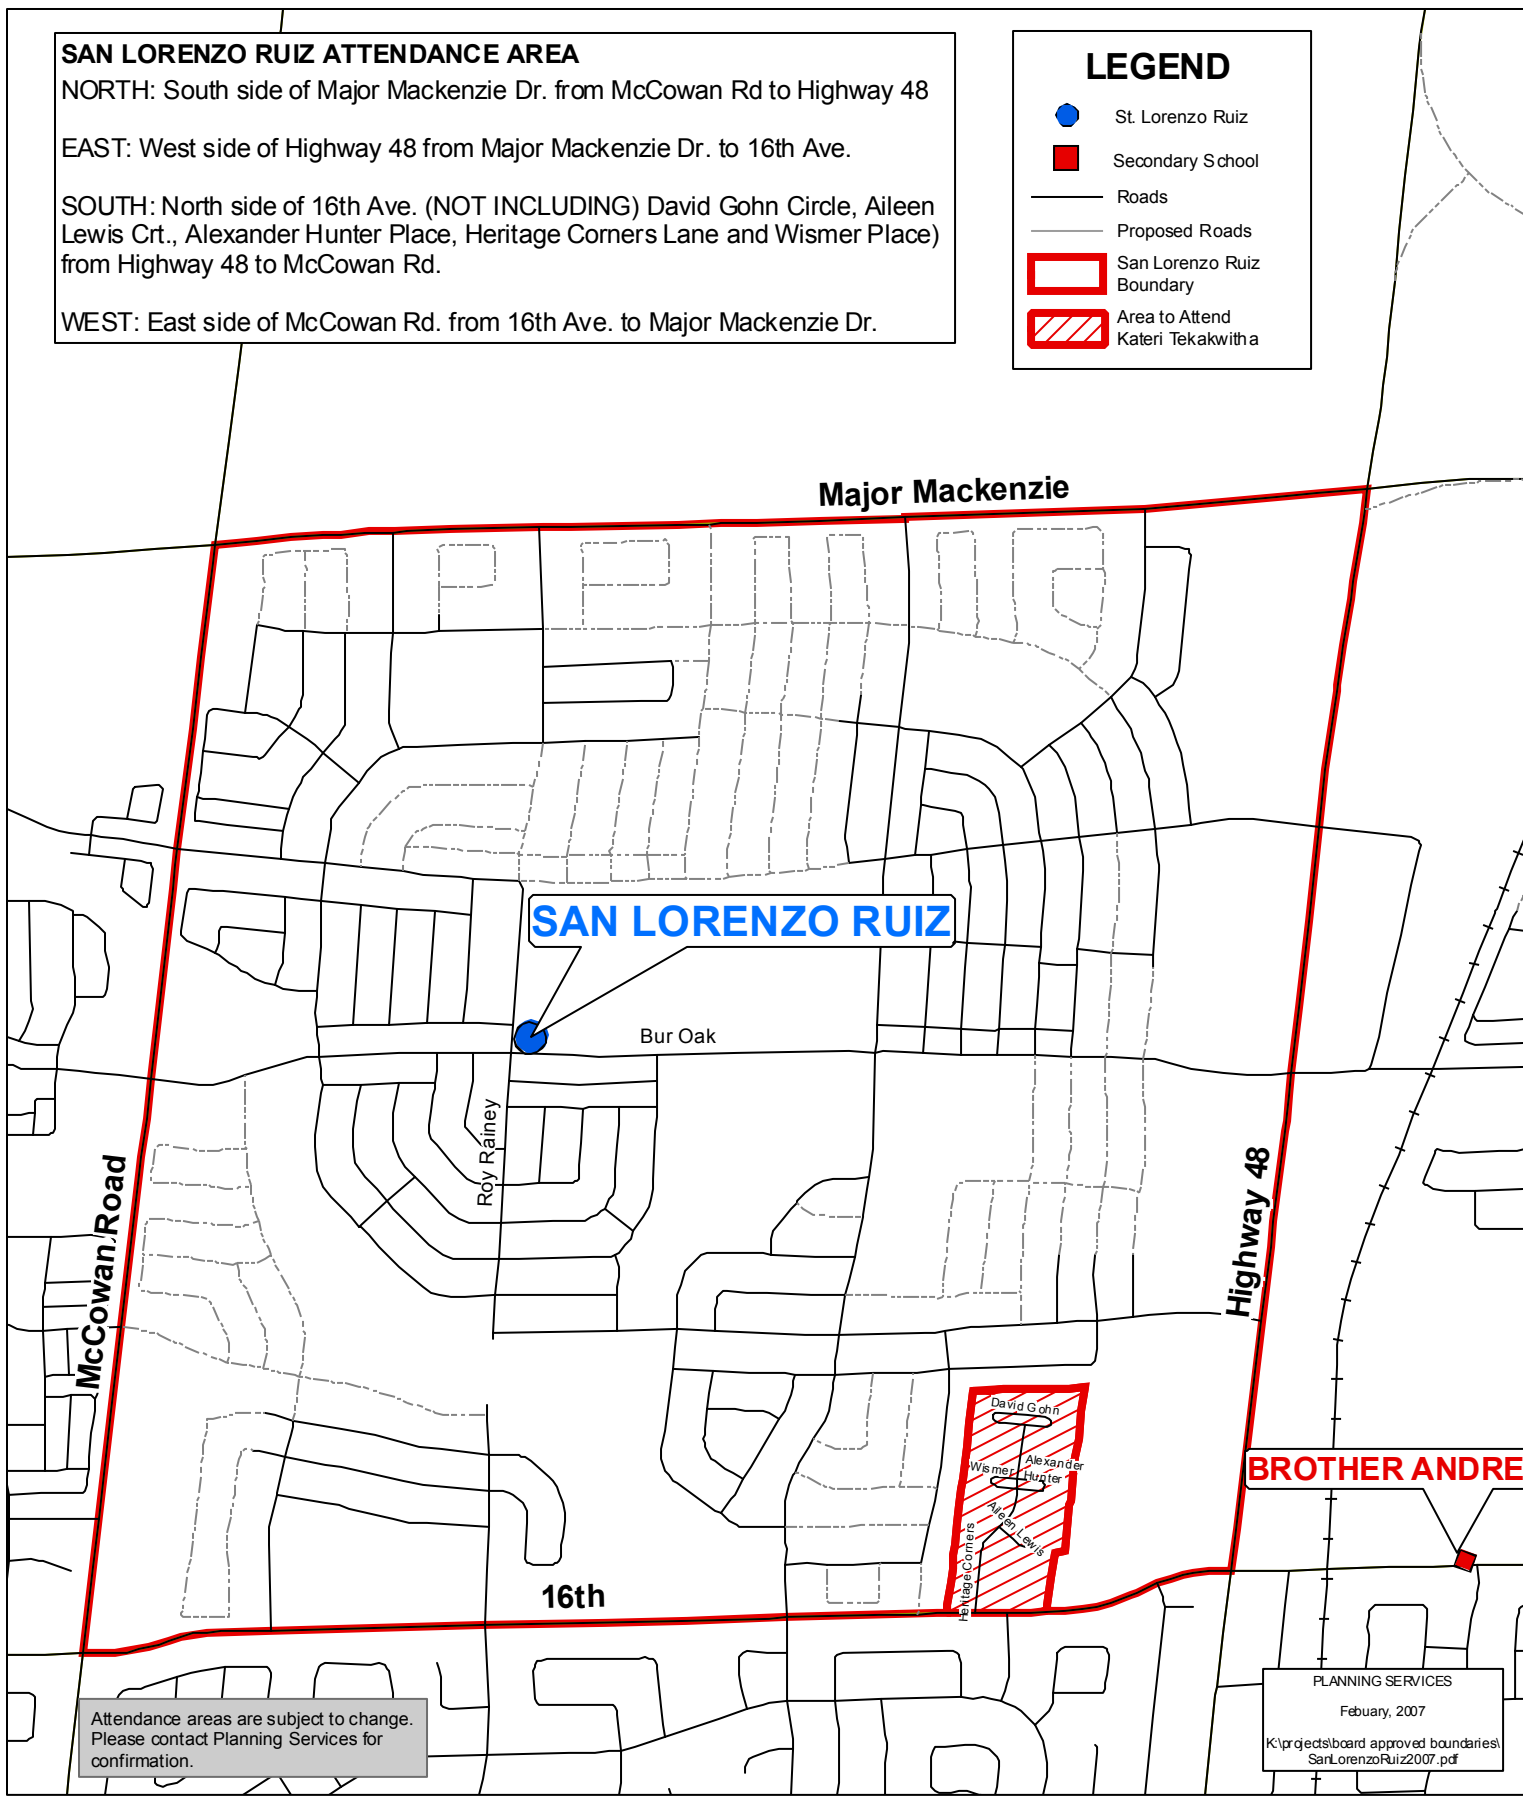 SAN LORENZO RUIZ ATTENDANCE AREA
NORTH: South side of Major Mackenzie Dr. from McCowan Rd to Highway 48
EAST: West side of Highway 48 from Major Mackenzie Dr. to 16th Ave.
SOUTH: North side of 16th Ave. (NOT INCLUDING) David Gohn Circle, Aileen
Lewis Crt., Alexander Hunter Place, Heritage Corners Lane and Wismer Place)
from Highway 48 to McCowan Rd.
WEST: East side of McCowan Rd. from 16th Ave. to Major Mackenzie Dr.
LEGEND
St. Lorenzo Ruiz
Secondary School
Roads
Proposed Roads
San Lorenzo Ruiz
Boundary
Area to Attend
Kateri Tekakwitha
Major Mackenzie
SAN LORENZO RUIZ
Bur Oak
Roy Rainey
McCowan Road
Highway 48
David Gohn
Alexander
Hunter
Wismer
Aileen Lewis
Heritage Corners
BROTHER ANDRE
16th
Attendance areas are subject to change.
Please contact Planning Services for
confirmation.
PLANNING SERVICES
Febuary, 2007
K:\projects\board approved boundaries\
SanLorenzoRuiz2007.pdf